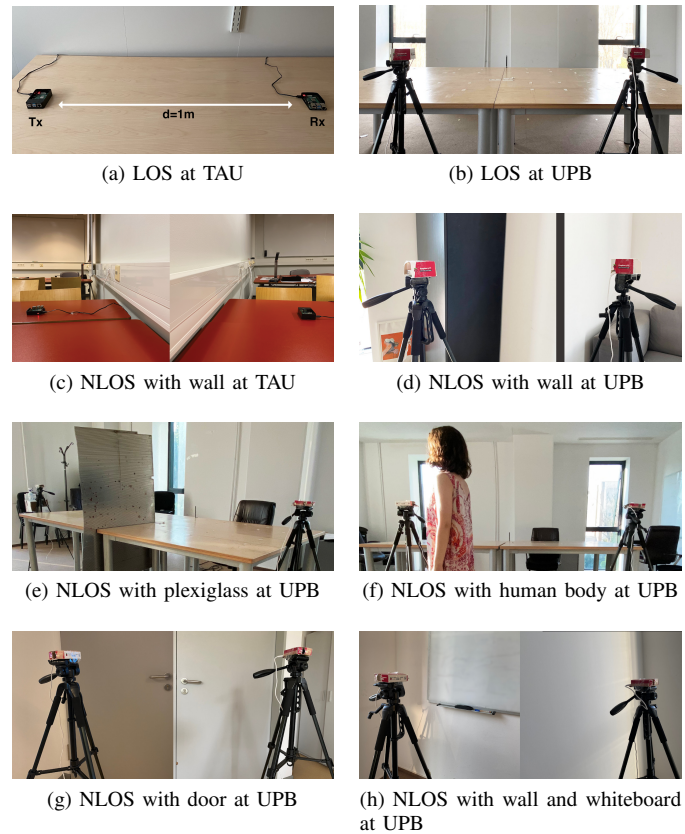 Tx
d=1m
Rx
(a) LOS at TAU
(b) LOS at UPB
(c) NLOS with wall at TAU
(d) NLOS with wall at UPB
(e) NLOS with plexiglass at UPB
(f) NLOS with human body at UPB
(g) NLOS with door at UPB
(h) NLOS with wall and whiteboard
at UPB